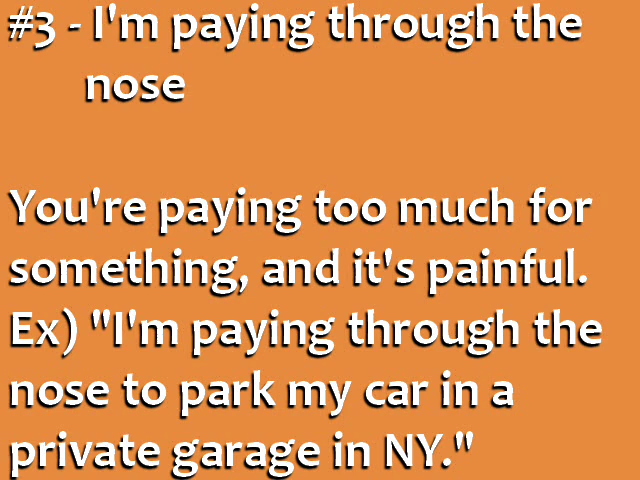 #3 - I'm paying through the
nose
You're paying too much for
something, and it's painful.
Ex) "I'm paying through the
nose to park my car in a
private garage in NY."